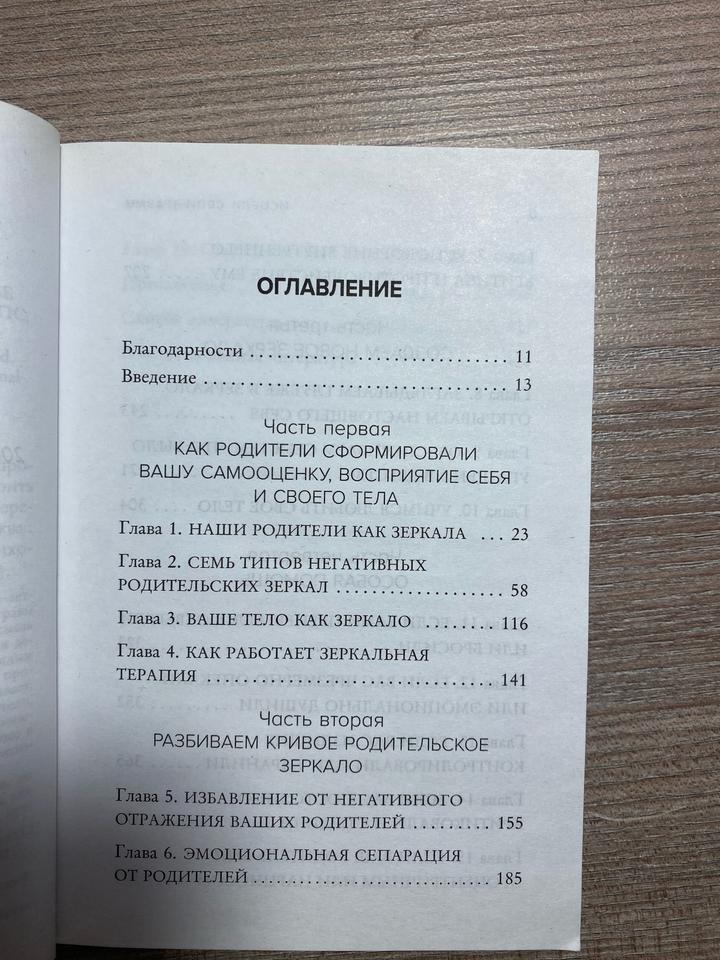 ОГЛАВЛЕНИЕ
Благодарности . . . . . . . . . . . . . . . . . . . . . . . . . . . . . . 11
Введение . . . . . . . . . . . . . . . . . . . . . . . . . . . . . . . . . . . 13
Часть первая
КАК РОДИТЕЛИ СФОРМИРОВАЛИ
ВАШУ САМООЦЕНКУ, ВОСПРИЯТИЕ СЕБЯ
И СВОЕГО ТЕЛА
Глава 1. НАШИ РОДИТЕЛИ КАК ЗЕРКАЛА . . . 23
Глава 2. СЕМЬ ТИПОВ НЕГАТИВНЫХ
РОДИТЕЛЬСКИХ ЗЕРКАЛ . . . . . . . . . . . . . . . . . . . 58
Глава 3. ВАШЕ ТЕЛО КАК ЗЕРКАЛО . . . . . . . . . 116
Глава 4. КАК РАБОТАЕТ ЗЕРКАЛЬНАЯ
ТЕРАПИЯ . . . . . . . . . . . . . . . . . . . . . . . . . . . . . . . . . 141
Часть вторая
РАЗБИВАЕМ КРИВОЕ РОДИТЕЛЬСКОЕ
ЗЕРКАЛО
Глава 5. ИЗБАВЛЕНИЕ ОТ НЕГАТИВНОГО
ОТРАЖЕНИЯ ВАШИХ РОДИТЕЛЕЙ . . . . . . . . . 155
Глава 6. ЭМОЦИОНАЛЬНАЯ СЕПАРАЦИЯ
ОТ РОДИТЕЛЕЙ . . . . . . . . . . . . . . . . . . . . . . . . . . . 185